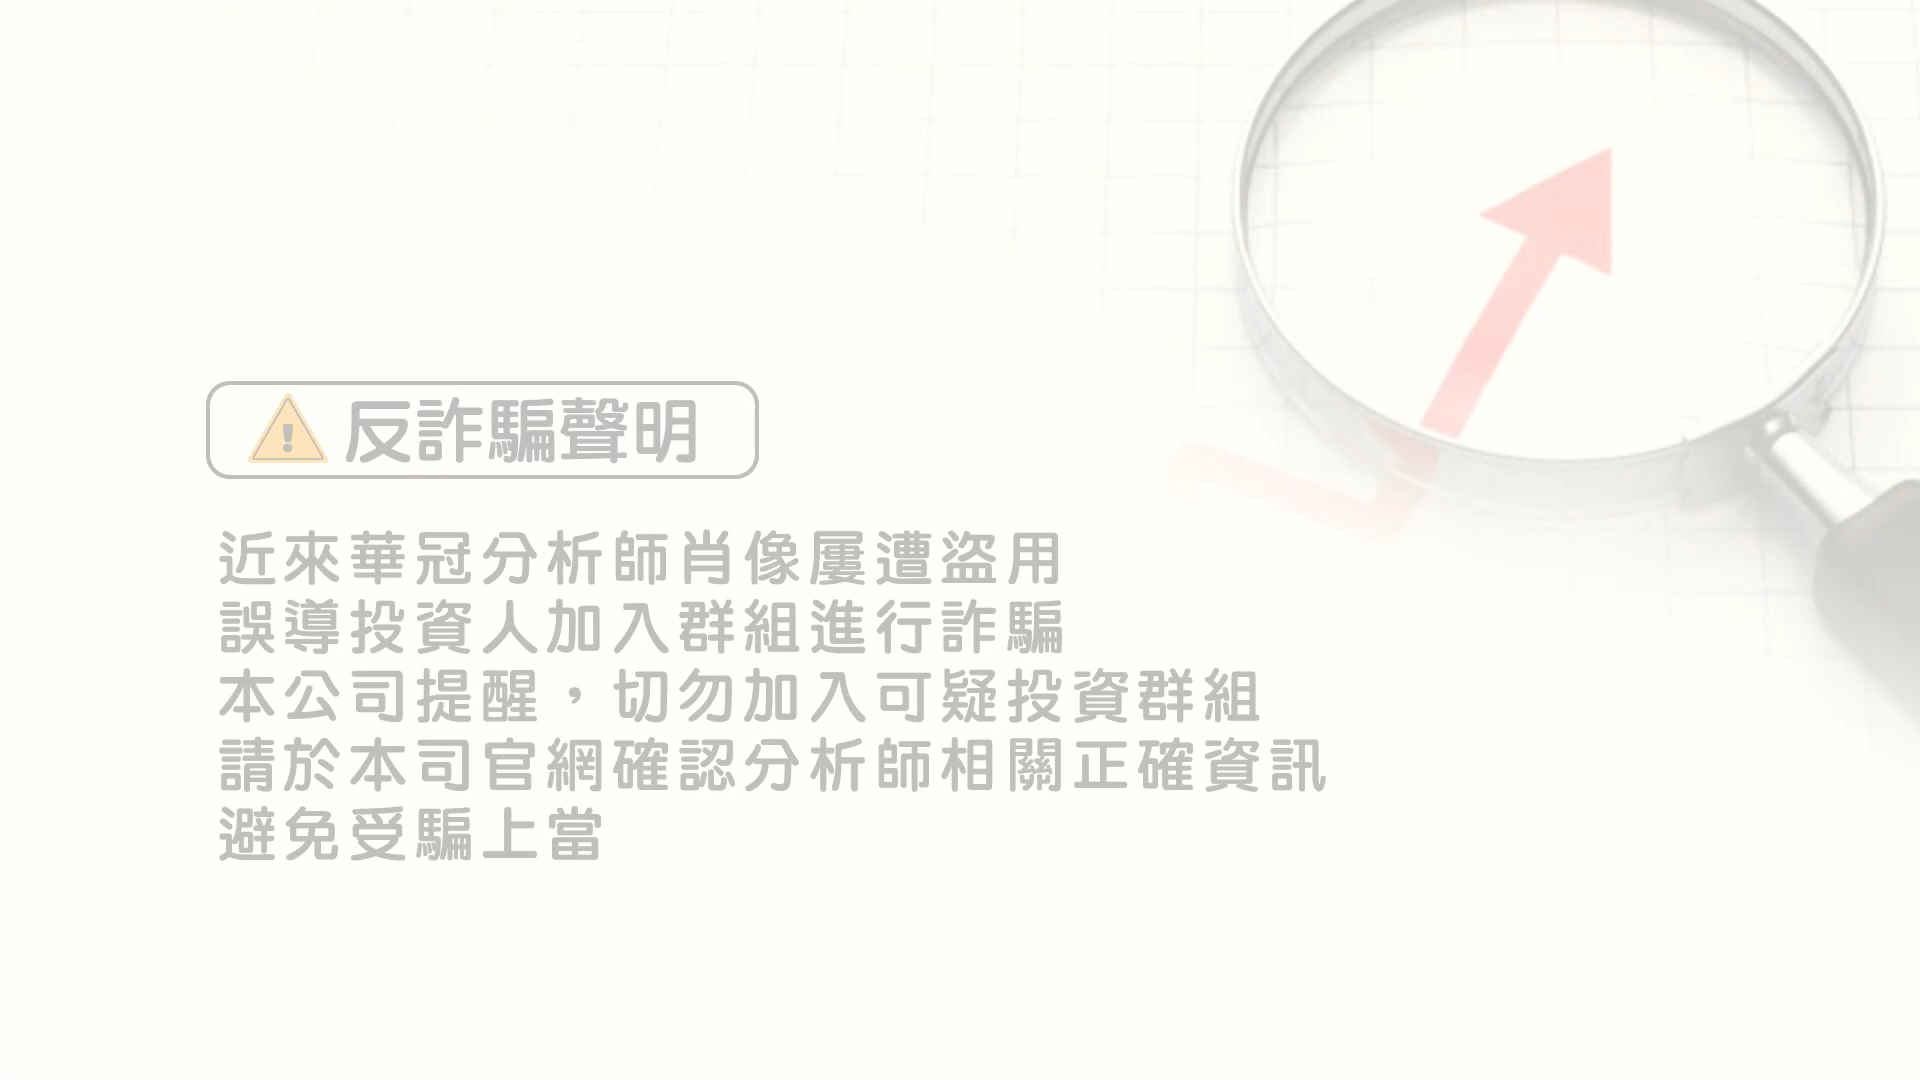 反詐騙聲明
近來華冠分析師肖像屢遭盜用
誤導投資人加入群組進行詐騙
本公司提醒，切勿加入可疑投資群組
請於本司官網確認分析師相關正確資訊
避免受騙上當